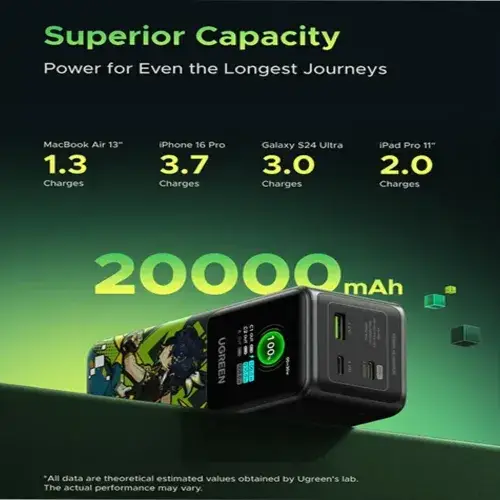 Superior Capacity
Power for Even the Longest Journeys
MacBook Air 13" iPhone 16 Pro Galaxy S24 Ultra iPad Pro 11"
1.3 3.7 3.0 2.0
Charges Charges Charges Charges
20000mAh
100%
UGREEN
*All data are theoretical estimated values obtained by Ugreen's lab.
The actual performance may vary.